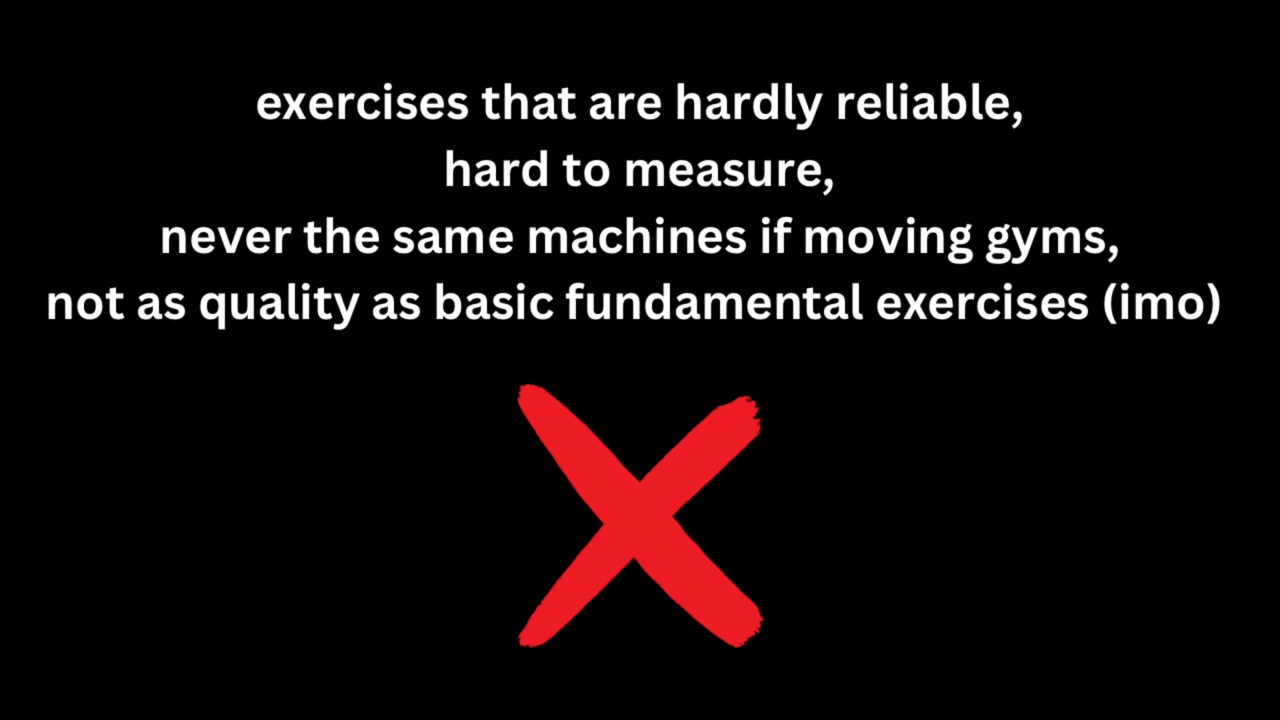 exercises that are hardly reliable,
hard to measure,
never the same machines if moving gyms,
not as quality as basic fundamental exercises (imo)